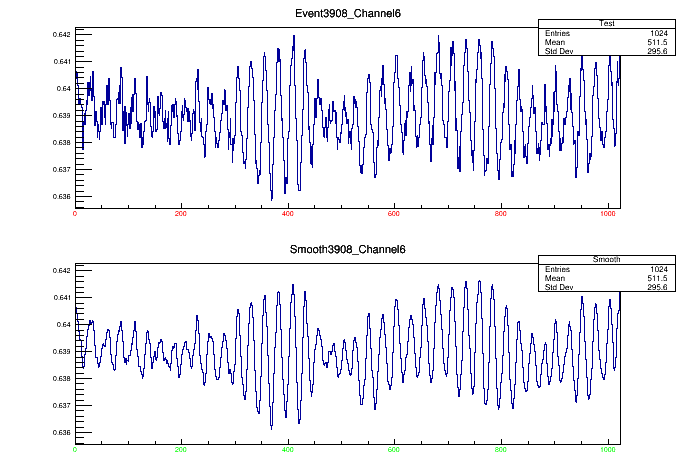 Event3908_Channel6
Test
Entries 1024
Mean 511.5
Std Dev 295.6
0.642
0.641
0.64
0.639
0.638
0.637
0.636
0 200 400 600 800 1000
Smooth3908_Channel6
Smooth
Entries 1024
Mean 511.5
Std Dev 295.6
0.642
0.641
0.64
0.639
0.638
0.637
0.636
0 200 400 600 800 1000